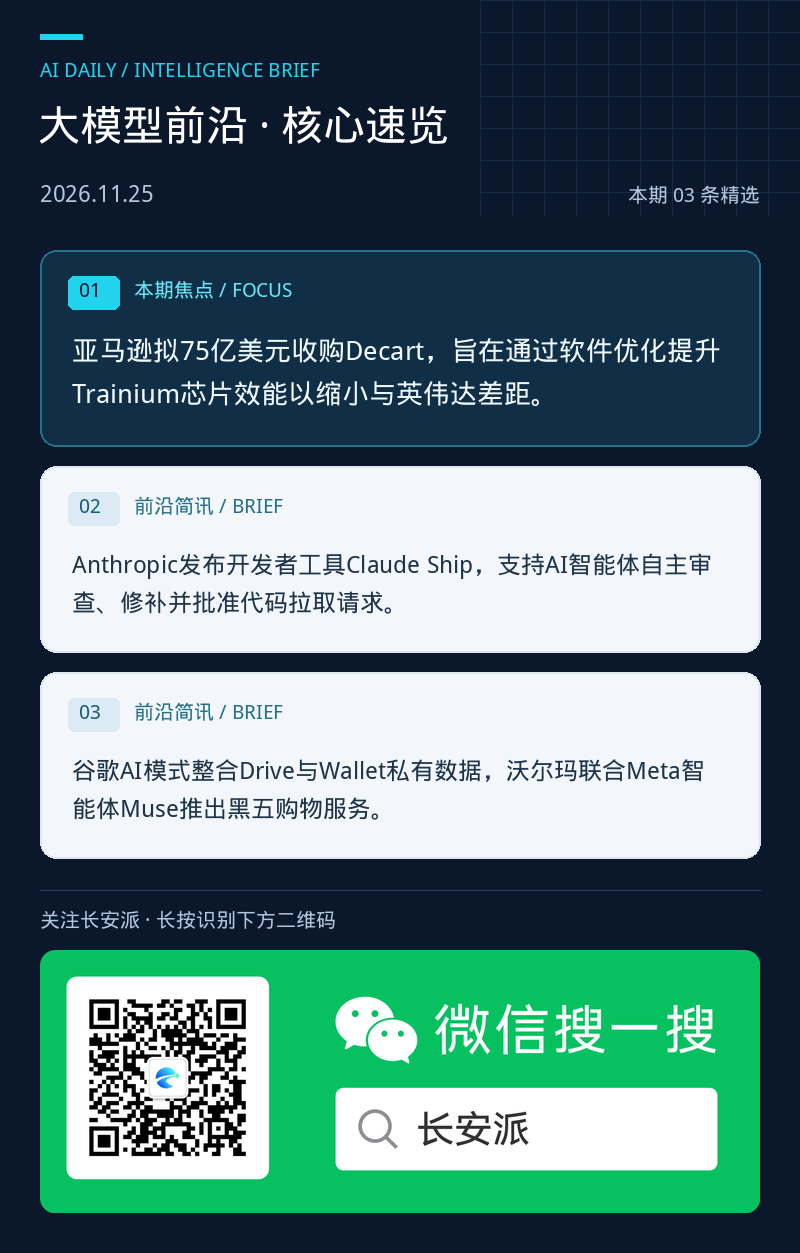 AI DAILY / INTELLIGENCE BRIEF
大模型前沿 · 核心速览
2026.11.25
本期 03 条精选
01
本期焦点 / FOCUS
亚马逊拟75亿美元收购Decart，旨在通过软件优化提升
Trainium芯片效能以缩小与英伟达差距。
02
前沿简讯 / BRIEF
Anthropic发布开发者工具Claude Ship，支持AI智能体自主审
查、修补并批准代码拉取请求。
03
前沿简讯 / BRIEF
谷歌AI模式整合Drive与Wallet私有数据，沃尔玛联合Meta智
能体Muse推出黑五购物服务。
关注长安派 · 长按识别下方二维码
微信搜一搜
长安派